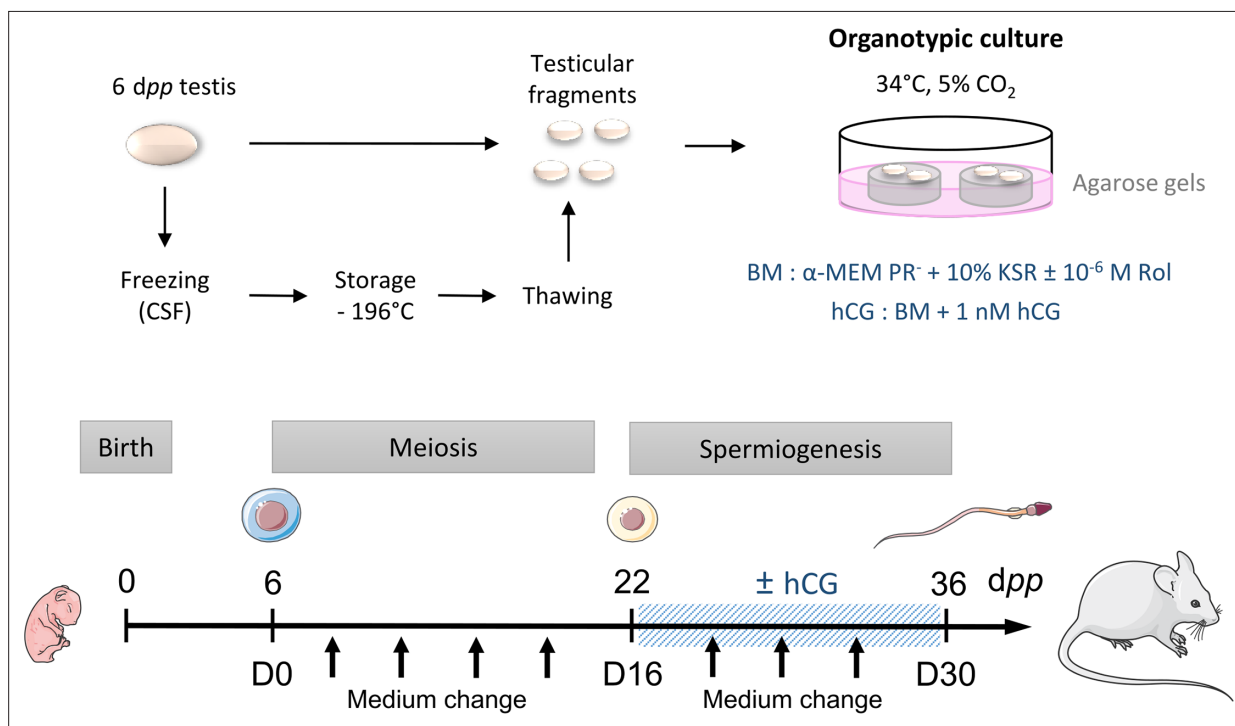 Organotypic culture
34°C, 5% CO₂
6 dpp testis
Testicular
fragments
Agarose gels
Freezing
(CSF)
Storage
- 196°C
Thawing
BM : α-MEM PR⁻ + 10% KSR ± 10⁻⁶ M Rol
hCG : BM + 1 nM hCG
Birth
Meiosis
Spermiogenesis
0
6
22
± hCG
36
dpp
D0
Medium change
D16
Medium change
D30